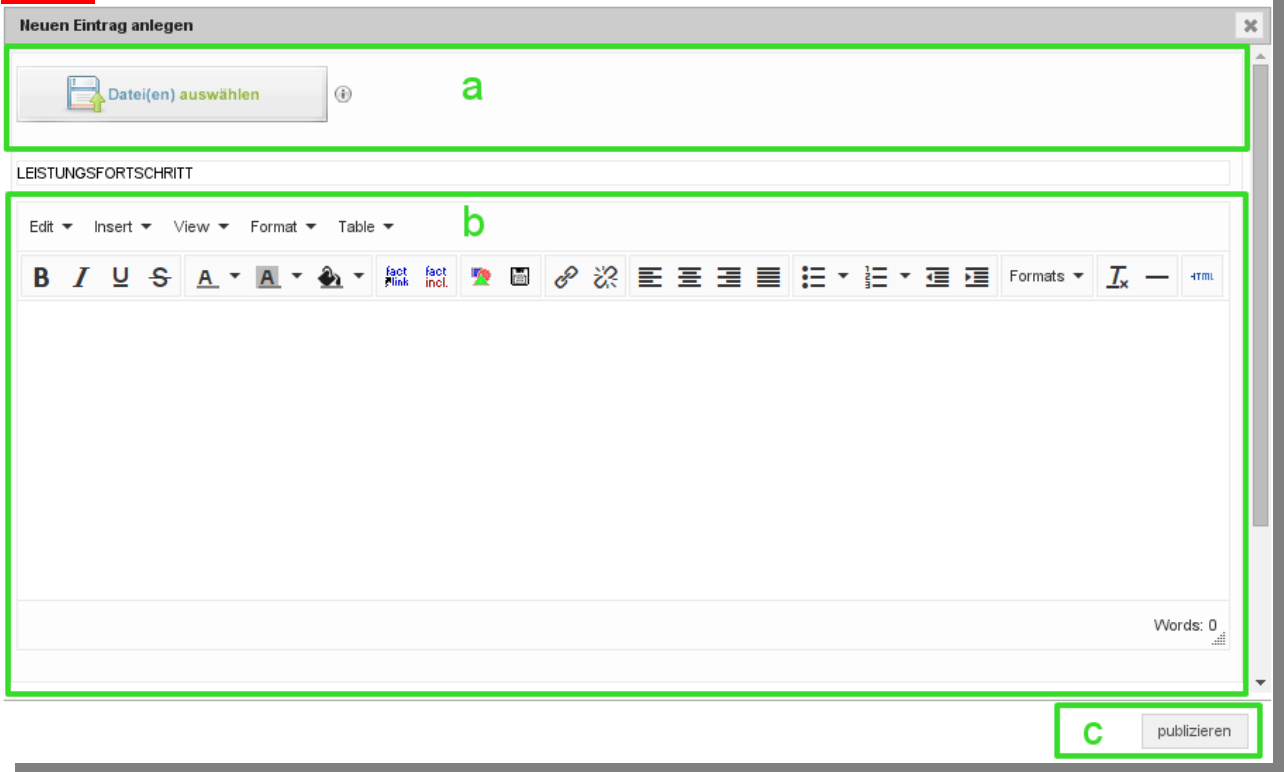 Neuen Eintrag anlegen
Datei(en) auswählen
a
LEISTUNGSFORTSCHRITT
b
Edit Insert View Format Table
B I U S A A fact link fact incl. Formats Tx HTML
Words: 0
c publizieren